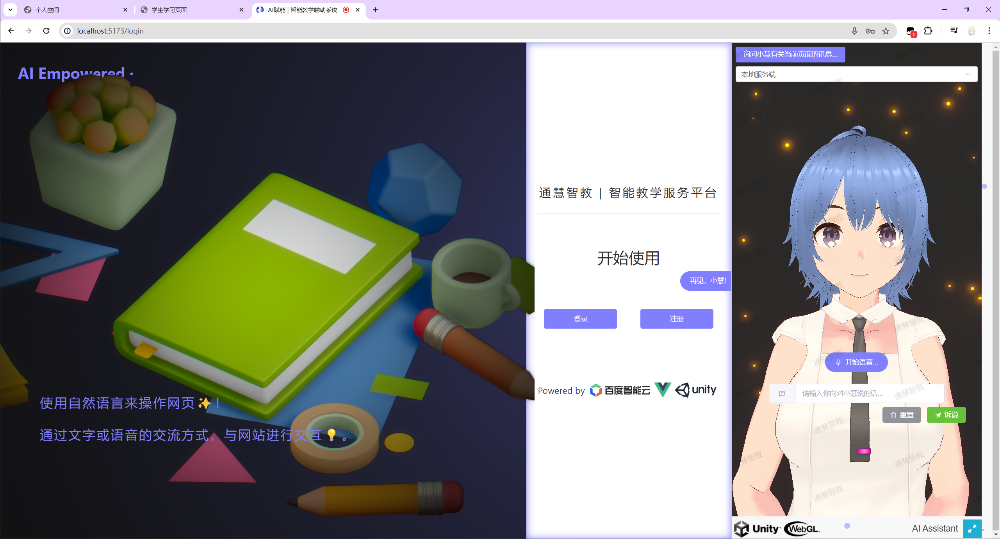 个人空间
学生学习页面
AI赋能 | 智能教学辅助系统
localhost:5173/login
1
AI Empowered ·
使用自然语言来操作网页✨！
通过文字或语音的交流方式，与网站进行交互💡。
通慧智教 | 智能教学服务平台
开始使用
再见，小慧！
登录
注册
Powered by 百度智能云 unity
询问小慧有关当前页面的讯息...
本地服务端
开始语音...
请输入你向对小慧说的话...
重置
诉说
通慧智教
Unity WebGL
AI Assistant